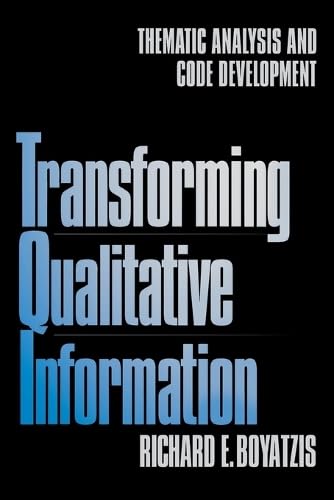 THEMATIC ANALYSIS AND
CODE DEVELOPMENT
Transforming
Qualitative
Information
RICHARD E. BOYATZIS